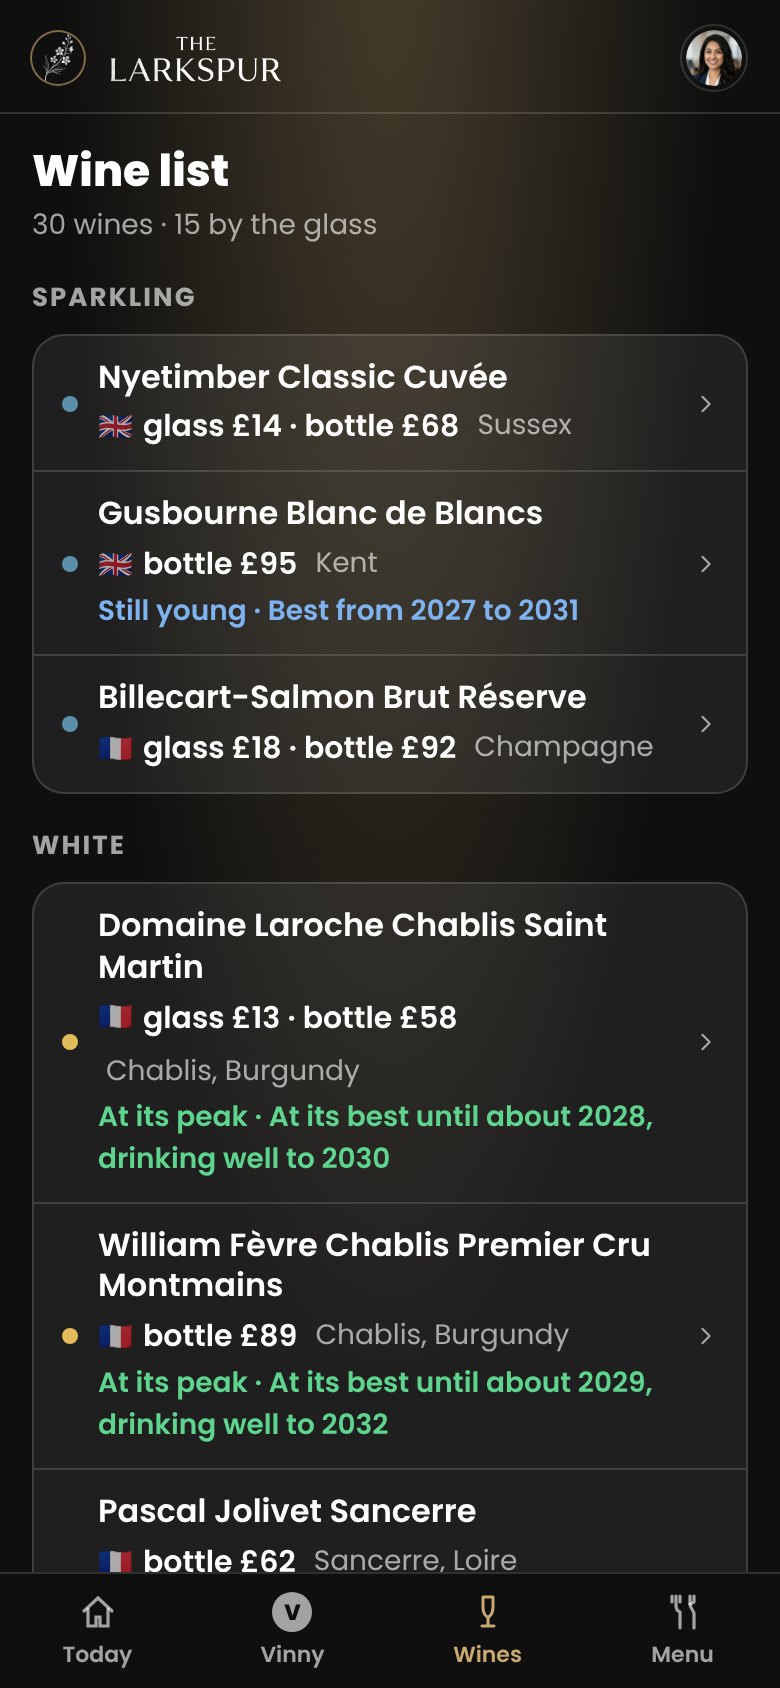 THE
LARKSPUR
Wine list
30 wines · 15 by the glass
SPARKLING
Nyetimber Classic Cuvée
glass £14 · bottle £68 Sussex
Gusbourne Blanc de Blancs
bottle £95 Kent
Still young · Best from 2027 to 2031
Billecart-Salmon Brut Réserve
glass £18 · bottle £92 Champagne
WHITE
Domaine Laroche Chablis Saint
Martin
glass £13 · bottle £58
Chablis, Burgundy
At its peak · At its best until about 2028,
drinking well to 2030
William Fèvre Chablis Premier Cru
Montmains
bottle £89 Chablis, Burgundy
At its peak · At its best until about 2029,
drinking well to 2032
Pascal Jolivet Sancerre
bottle £62 Sancerre, Loire
V
Today Vinny Wines Menu